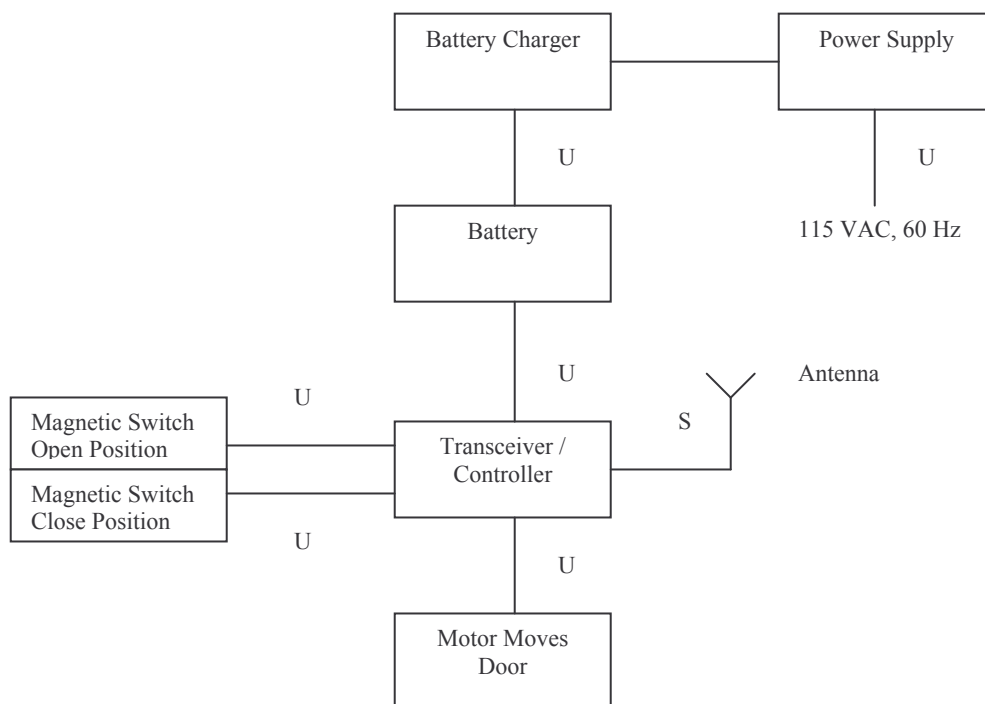 Battery Charger
Power Supply
U
U
115 VAC, 60 Hz
Battery
U
Antenna
U
S
Magnetic Switch
Open Position
Transceiver /
Controller
Magnetic Switch
Close Position
U
U
Motor Moves
Door